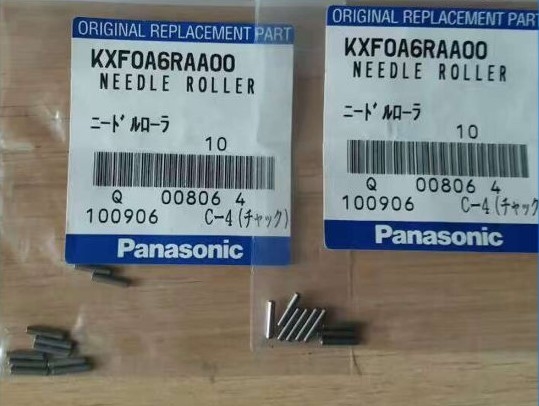 ORIGINAL REPLACEMENT PART
KXF0A6RAA00
NEEDLE ROLLER
ニードルローラ
10
Q 00806 4
100906 C-4(チャック)
Panasonic
ORIGINAL REPLACEMENT PART
KXF0A6RAA00
NEEDLE ROLLER
ニードルローラ
10
Q 00806 4
100906 C-4(チャック
Panasonic